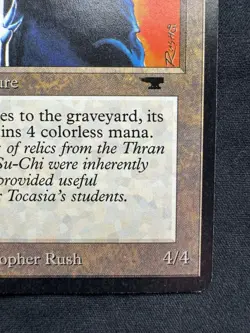 RUSH
ure
es to the graveyard, its
ins 4 colorless mana.
of relics from the Thran
Su-Chi were inherently
provided useful
Tocasia's students.
opher Rush
4/4